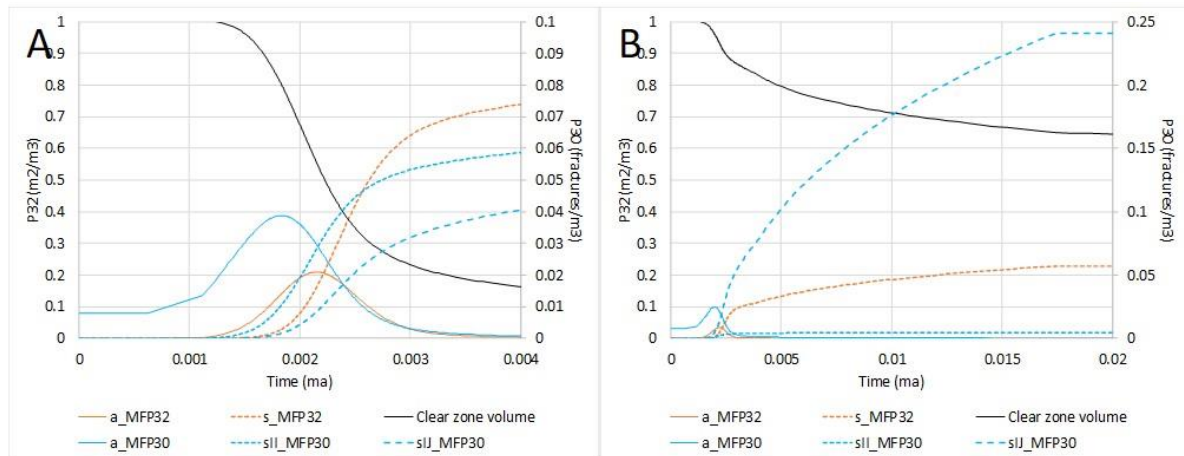 A
1
0.9
0.8
0.7
0.6
0.5
0.4
0.3
0.2
0.1
0
P32 (m2/m3)
0.1
0.09
0.08
0.07
0.06
0.05
0.04
0.03
0.02
0.01
0
P30 (fractures/m3)
0 0.001 0.002 0.003 0.004
Time (ma)
a_MFP32 s_MFP32 Clear zone volume
a_MFP30 sII_MFP30 sIJ_MFP30
B
1
0.9
0.8
0.7
0.6
0.5
0.4
0.3
0.2
0.1
0
P32 (m2/m3)
0.25
0.2
0.15
0.1
0.05
0
P30 (fractures/m3)
0 0.005 0.01 0.015 0.02
Time (ma)
a_MFP32 s_MFP32 Clear zone volume
a_MFP30 sII_MFP30 sIJ_MFP30